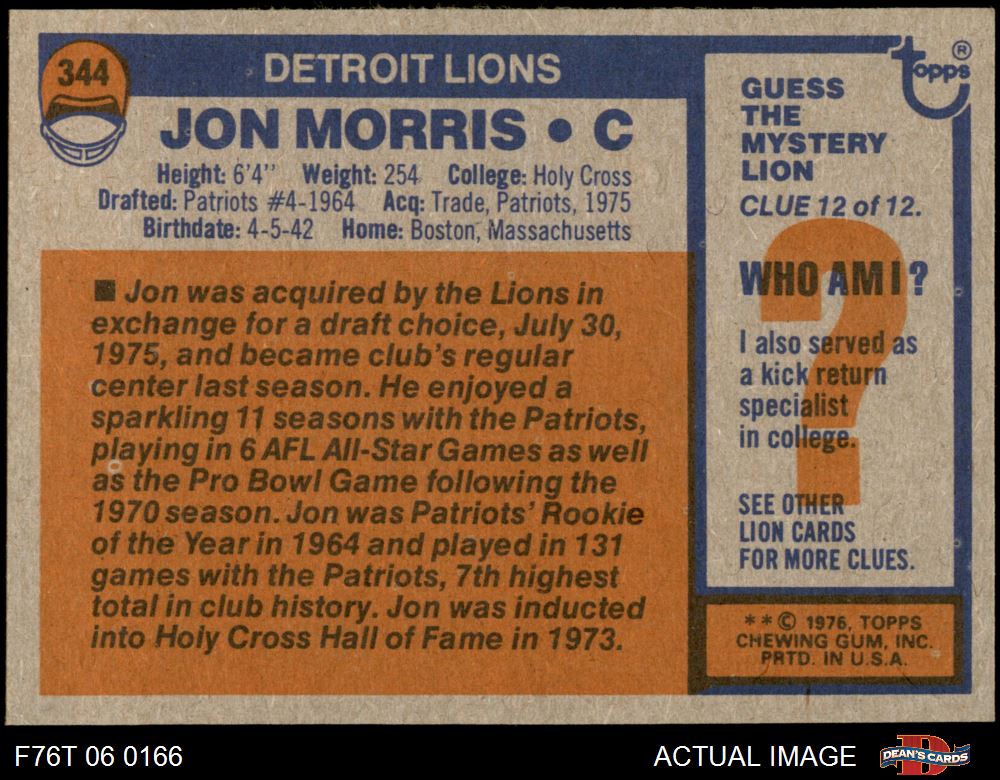 344
DETROIT LIONS
JON MORRIS • C
Height: 6'4'' Weight: 254 College: Holy Cross
Drafted: Patriots #4-1964 Acq: Trade, Patriots, 1975
Birthdate: 4-5-42 Home: Boston, Massachusetts
■ Jon was acquired by the Lions in
exchange for a draft choice, July 30,
1975, and became club's regular
center last season. He enjoyed a
sparkling 11 seasons with the Patriots,
playing in 6 AFL All-Star Games as well
as the Pro Bowl Game following the
1970 season. Jon was Patriots' Rookie
of the Year in 1964 and played in 131
games with the Patriots, 7th highest
total in club history. Jon was inducted
into Holy Cross Hall of Fame in 1973.
Topps ®
GUESS
THE
MYSTERY
LION
CLUE 12 of 12.
WHO AM I?
I also served as
a kick return
specialist
in college.
SEE OTHER
LION CARDS
FOR MORE CLUES.
* * © 1976, TOPPS
CHEWING GUM, INC.
PRTD. IN U.S.A.
F76T 06 0166
ACTUAL IMAGE
DEAN'S CARDS